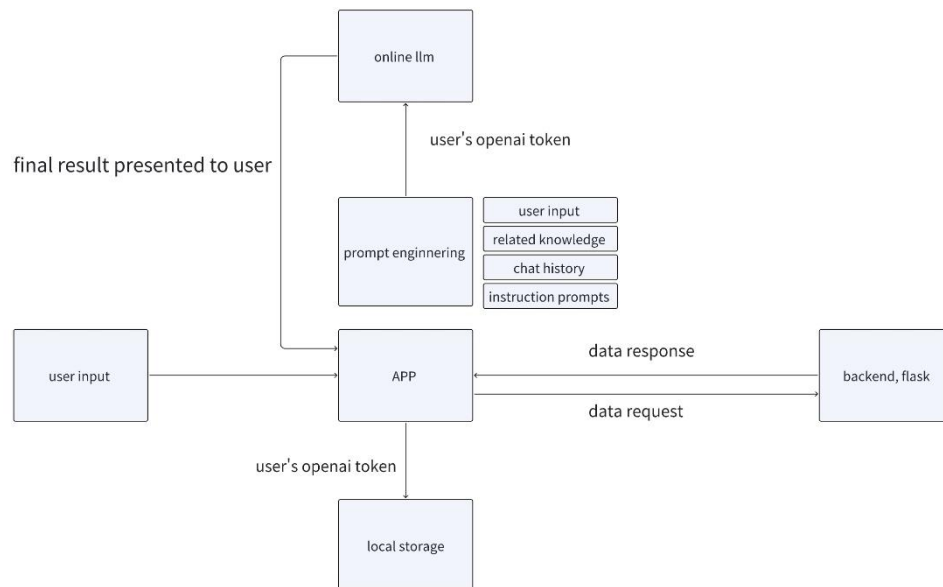 online llm
user's openai token
final result presented to user
prompt enginnering
user input
related knowledge
chat history
instruction prompts
user input
APP
data response
data request
backend, flask
user's openai token
local storage